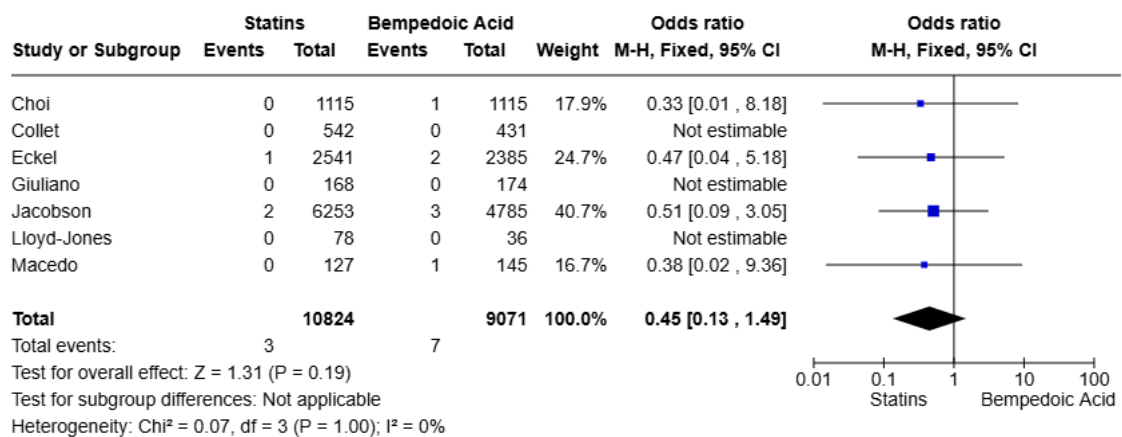 Statins Bempedoic Acid Odds ratio Odds ratio
Study or Subgroup Events Total Events Total Weight M-H, Fixed, 95% CI M-H, Fixed, 95% CI
Choi 0 1115 1 1115 17.9% 0.33 [0.01 , 8.18]
Collet 0 542 0 431 Not estimable
Eckel 1 2541 2 2385 24.7% 0.47 [0.04 , 5.18]
Giuliano 0 168 0 174 Not estimable
Jacobson 2 6253 3 4785 40.7% 0.51 [0.09 , 3.05]
Lloyd-Jones 0 78 0 36 Not estimable
Macedo 0 127 1 145 16.7% 0.38 [0.02 , 9.36]
Total 10824 9071 100.0% 0.45 [0.13 , 1.49]
Total events: 3 7
Test for overall effect: Z = 1.31 (P = 0.19) 0.01 0.1 1 10 100
Test for subgroup differences: Not applicable Statins Bempedoic Acid
Heterogeneity: Chi² = 0.07, df = 3 (P = 1.00); I² = 0%